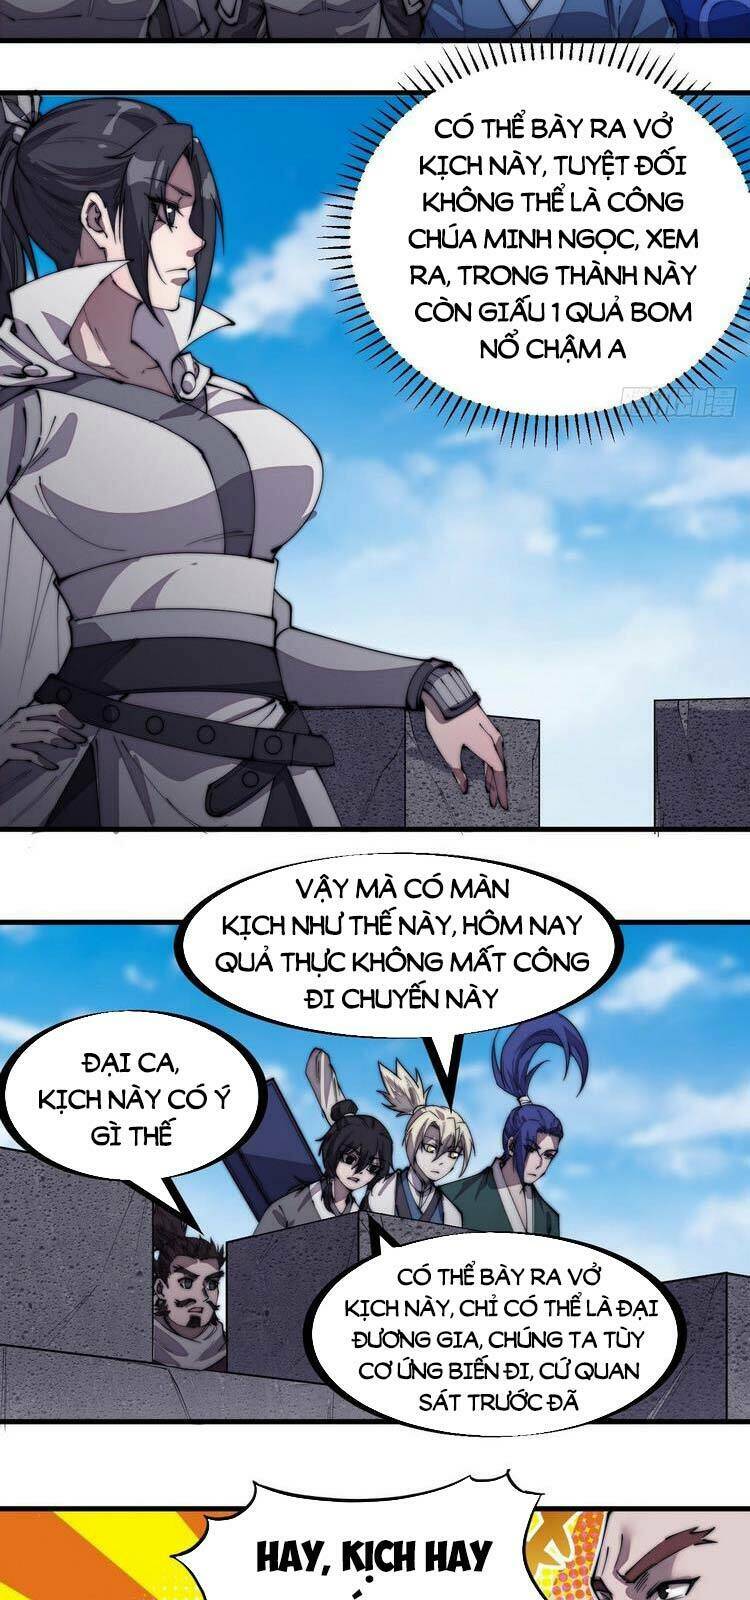 CÓ THỂ BÀY RA VỞ
KỊCH NÀY, TUYỆT ĐỐI
KHÔNG THỂ LÀ CÔNG
CHÚA MINH NGỌC, XEM
RA, TRONG THÀNH NÀY
CÒN GIẤU 1 QUẢ BOM
NỔ CHẬM A
VẬY MÀ CÓ MÀN
KỊCH NHƯ THẾ NÀY, HÔM NAY
QUẢ THỰC KHÔNG MẤT CÔNG
ĐI CHUYẾN NÀY
ĐẠI CA,
KỊCH NÀY CÓ Ý
GÌ THẾ
CÓ THỂ BÀY RA VỞ
KỊCH NÀY, CHỈ CÓ THỂ LÀ ĐẠI
ĐƯƠNG GIA, CHÚNG TA TÙY
CƠ ỨNG BIẾN ĐI, CỨ QUAN
SÁT TRƯỚC ĐÃ
HAY, KỊCH HAY